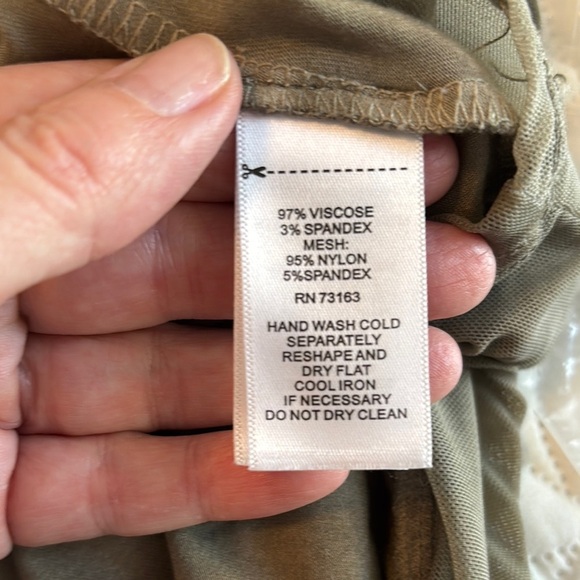 97% VISCOSE
3% SPANDEX
MESH:
95% NYLON
5%SPANDEX
RN 73163
HAND WASH COLD
SEPARATELY
RESHAPE AND
DRY FLAT
COOL IRON
IF NECESSARY
DO NOT DRY CLEAN